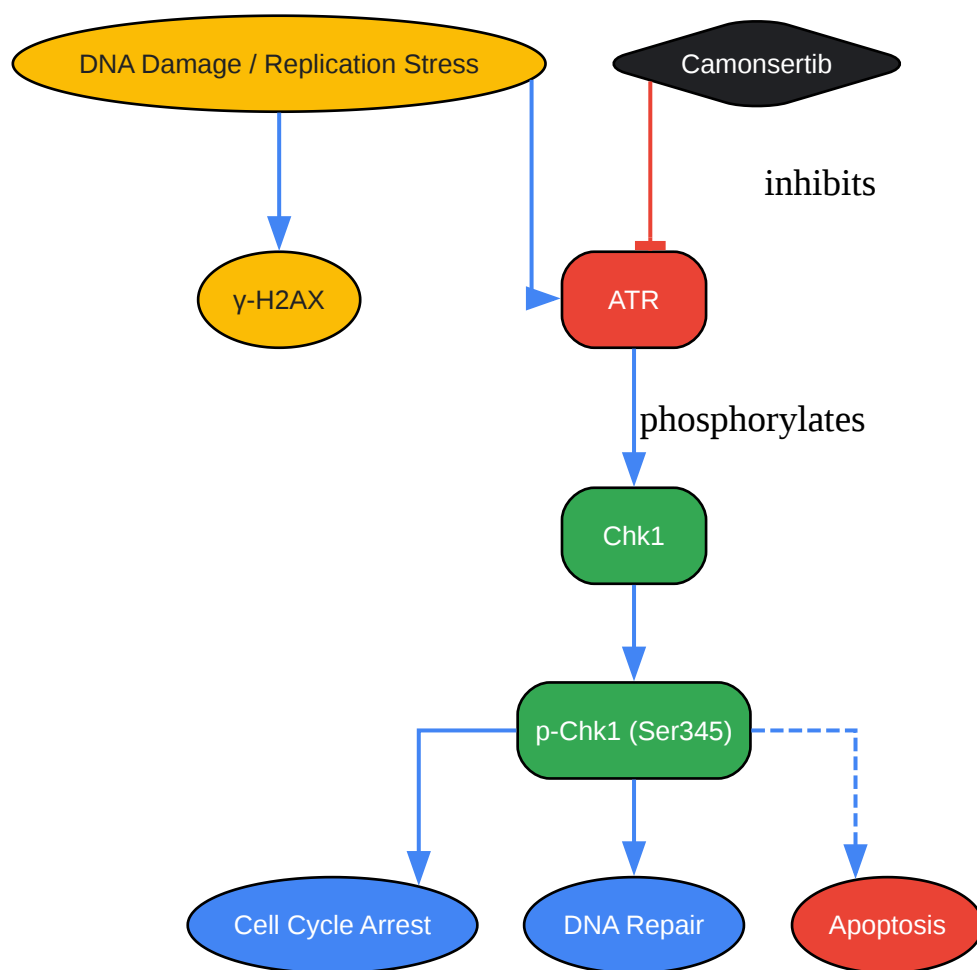 DNA Damage / Replication Stress
Camonsertib
inhibits
γ-H2AX
ATR
phosphorylates
Chk1
p-Chk1 (Ser345)
Cell Cycle Arrest
DNA Repair
Apoptosis